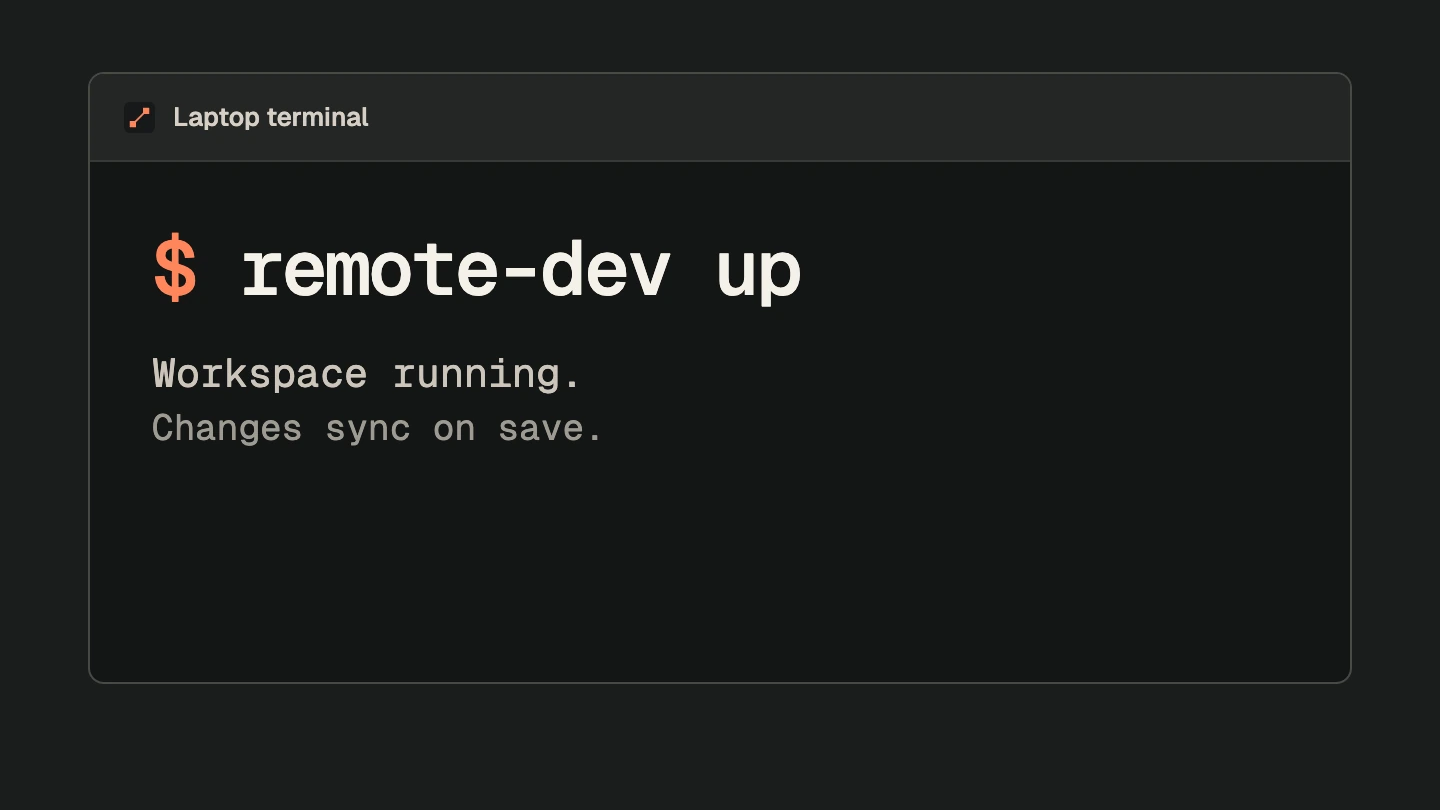 Laptop terminal
$ remote-dev up
Workspace running.
Changes sync on save.